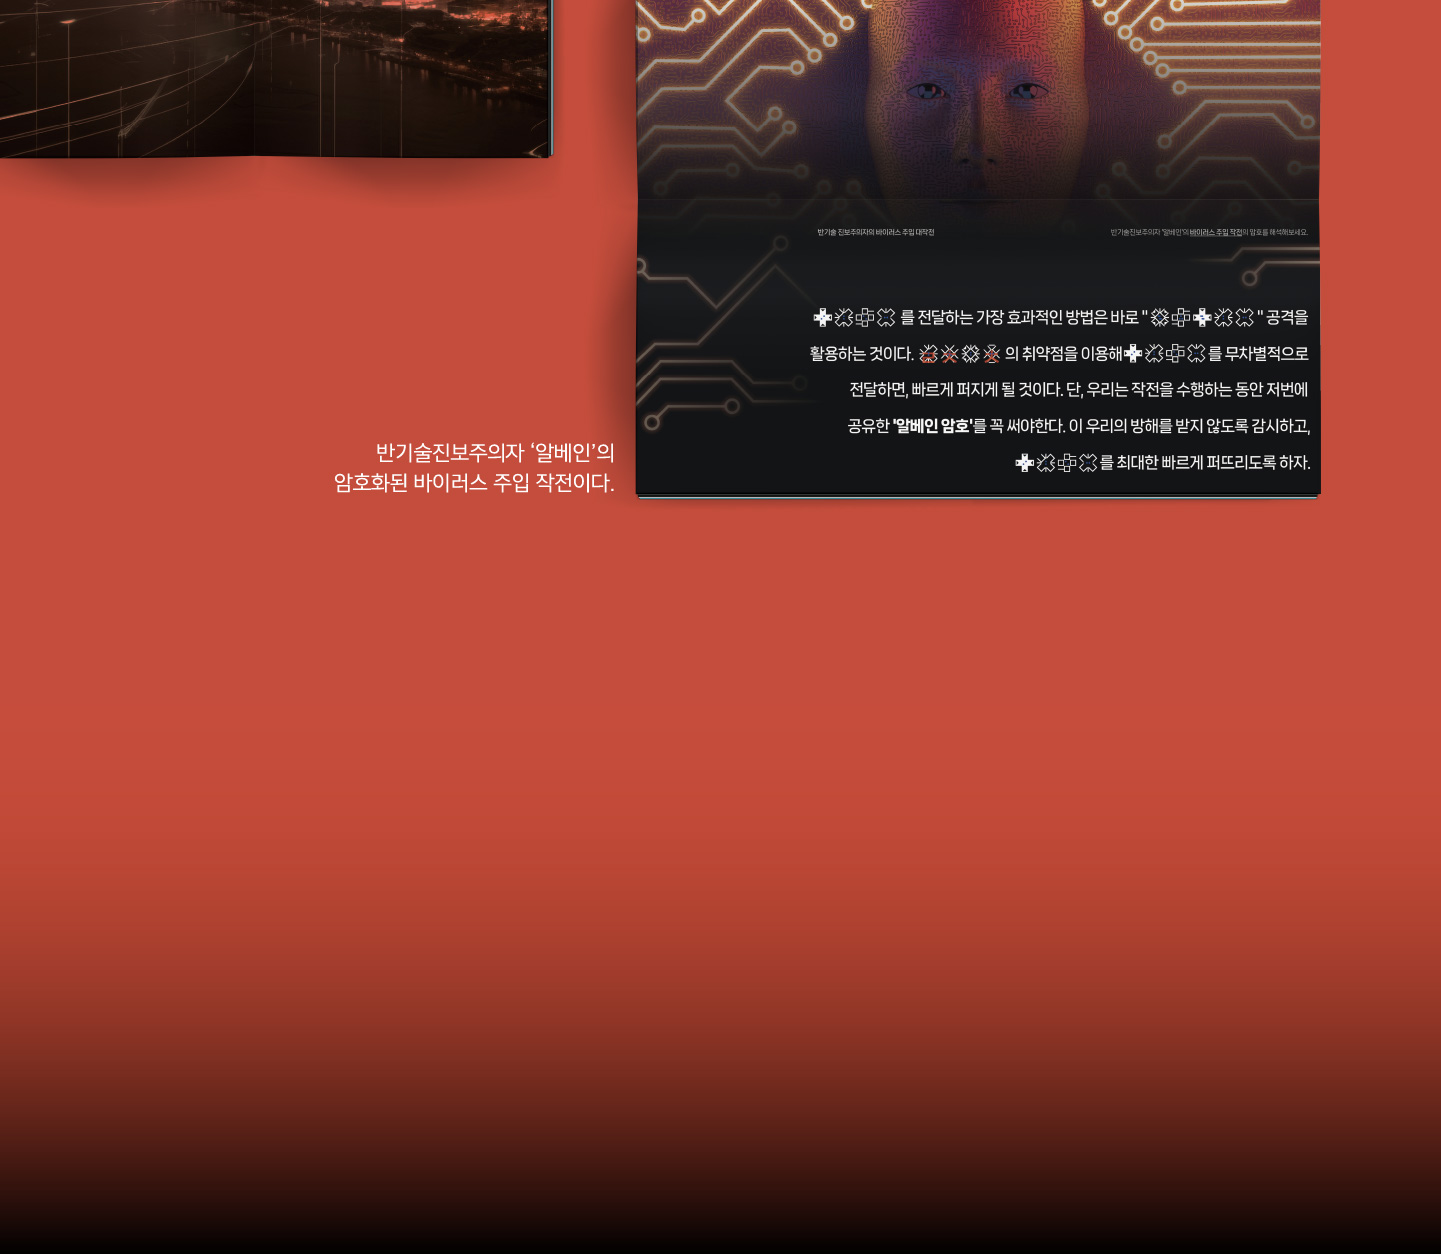 반기술 진보주의자의 바이러스 주입 대작전
반기술진보주의자 '알베인'의 바이러스 주입 작전의 암호를 해석해보세요.
를 전달하는 가장 효과적인 방법은 바로 " " 공격을
활용하는 것이다. 의 취약점을 이용해 를 무차별적으로
전달하면, 빠르게 퍼지게 될 것이다. 단, 우리는 작전을 수행하는 동안 저번에
공유한 '알베인 암호'를 꼭 써야한다. 이 우리의 방해를 받지 않도록 감시하고,
를 최대한 빠르게 퍼뜨리도록 하자.
반기술진보주의자 ‘알베인’의
암호화된 바이러스 주입 작전이다.